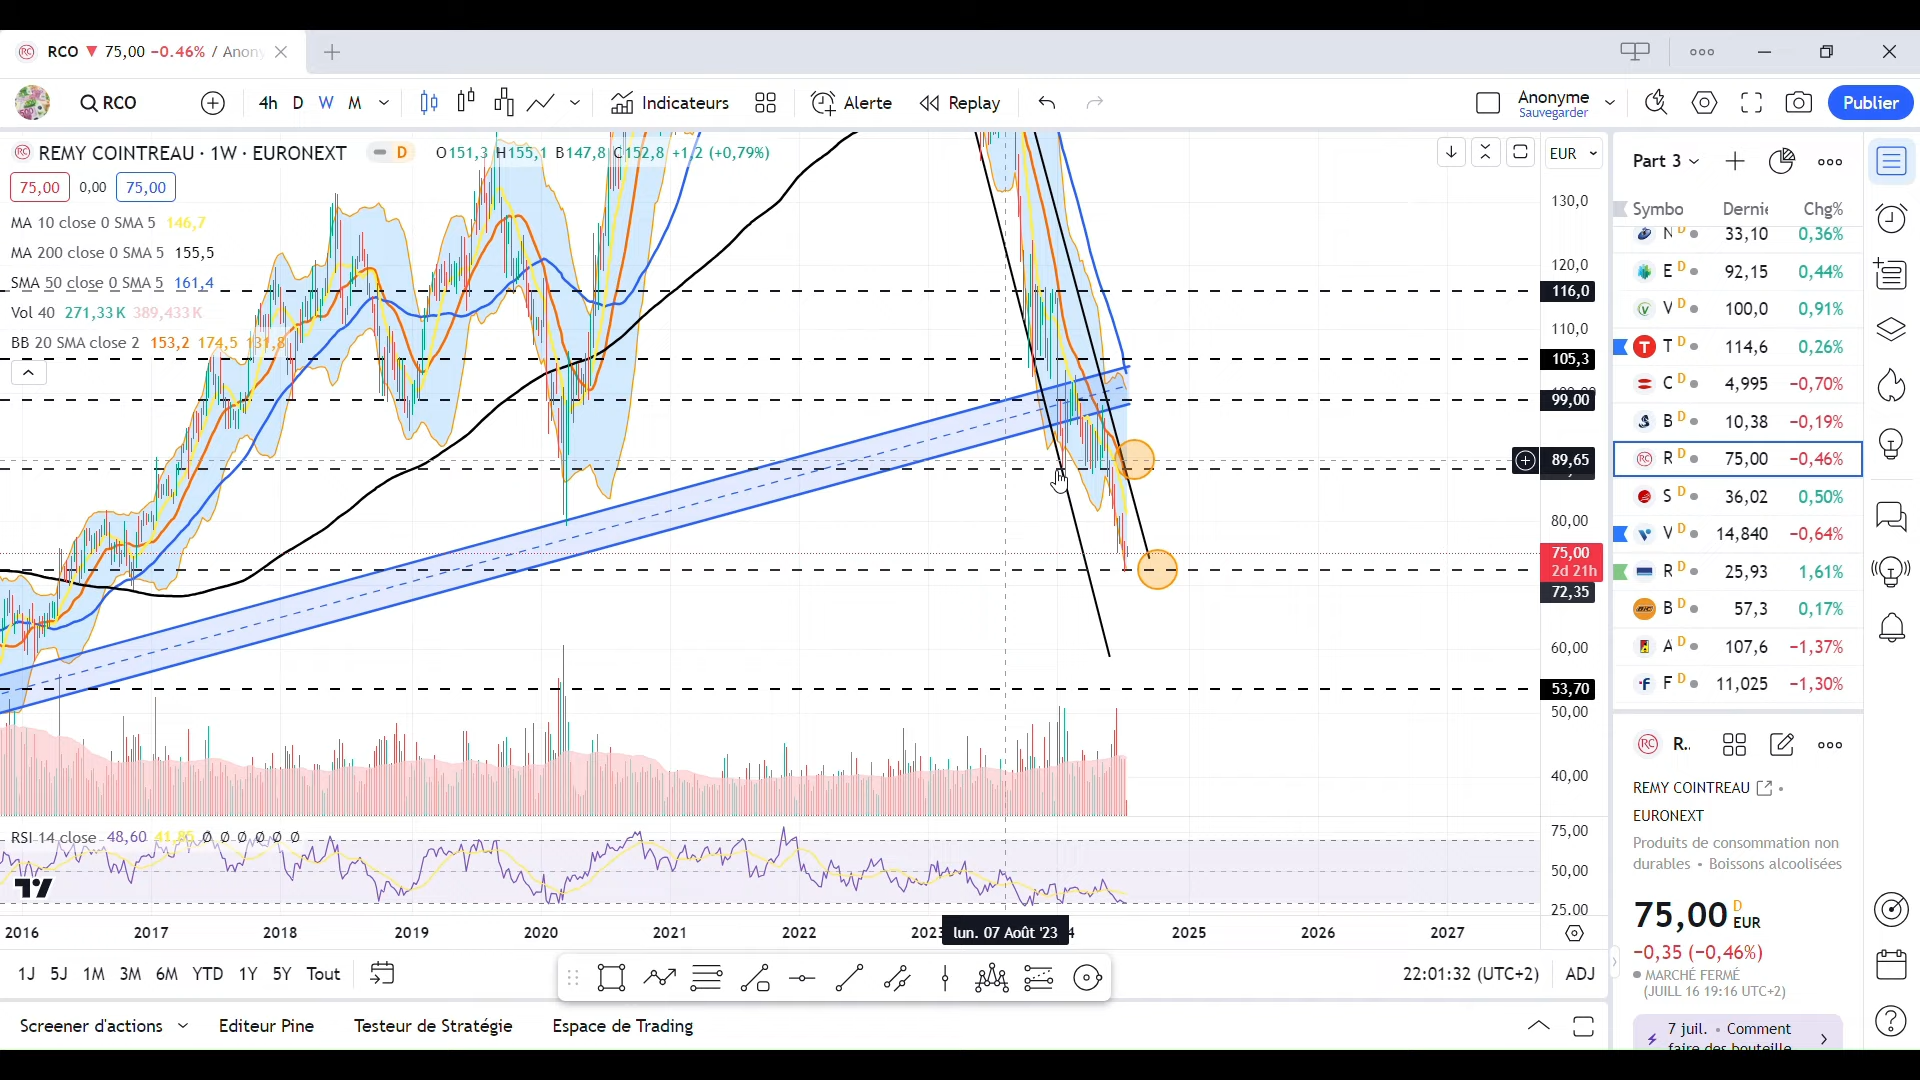 RCO ▼ 75,00 −0.46% / Anony
RCO
4h D W M
Indicateurs
Alerte
Replay
Anonyme
Sauvegarder
Publier
REMY COINTREAU · 1W · EURONEXT
D
O151,3 H155,1 B147,8 C152,8 +1,2 (+0,79%)
75,00 0,00 75,00
MA 10 close 0 SMA 5 146,7
MA 200 close 0 SMA 5 155,5
SMA 50 close 0 SMA 5 161,4
Vol 40 271,33K 389,433K
BB 20 SMA close 2 153,2 174,5 131,8
EUR
130,0
120,0
116,0
110,0
105,3
99,00
89,65
80,00
75,00
2d 21h
72,35
60,00
53,70
50,00
40,00
RSI 14 close 48,60 41,85 Ø Ø Ø Ø Ø Ø
75,00
50,00
25,00
2016 2017 2018 2019 2020 2021 2022 2023 lun. 07 Août '23 4 2025 2026 2027
1J 5J 1M 3M 6M YTD 1Y 5Y Tout
22:01:32 (UTC+2) ADJ
Screener d'actions
Editeur Pine
Testeur de Stratégie
Espace de Trading
Part 3
Symbo Dernie Chg%
N D 33,10 0,36%
E D 92,15 0,44%
V D 100,0 0,91%
T D 114,6 0,26%
C D 4,995 −0,70%
B D 10,38 −0,19%
R D 75,00 −0,46%
S D 36,02 0,50%
V D 14,840 −0,64%
R D 25,93 1,61%
B D 57,3 0,17%
A D 107,6 −1,37%
F D 11,025 −1,30%
R..
REMY COINTREAU
EURONEXT
Produits de consommation non
durables • Boissons alcoolisées
75,00 D EUR
−0,35 (−0,46%)
MARCHÉ FERMÉ
(JUILL 16 19:16 UTC+2)
7 juil. • Comment
faire des bouteille